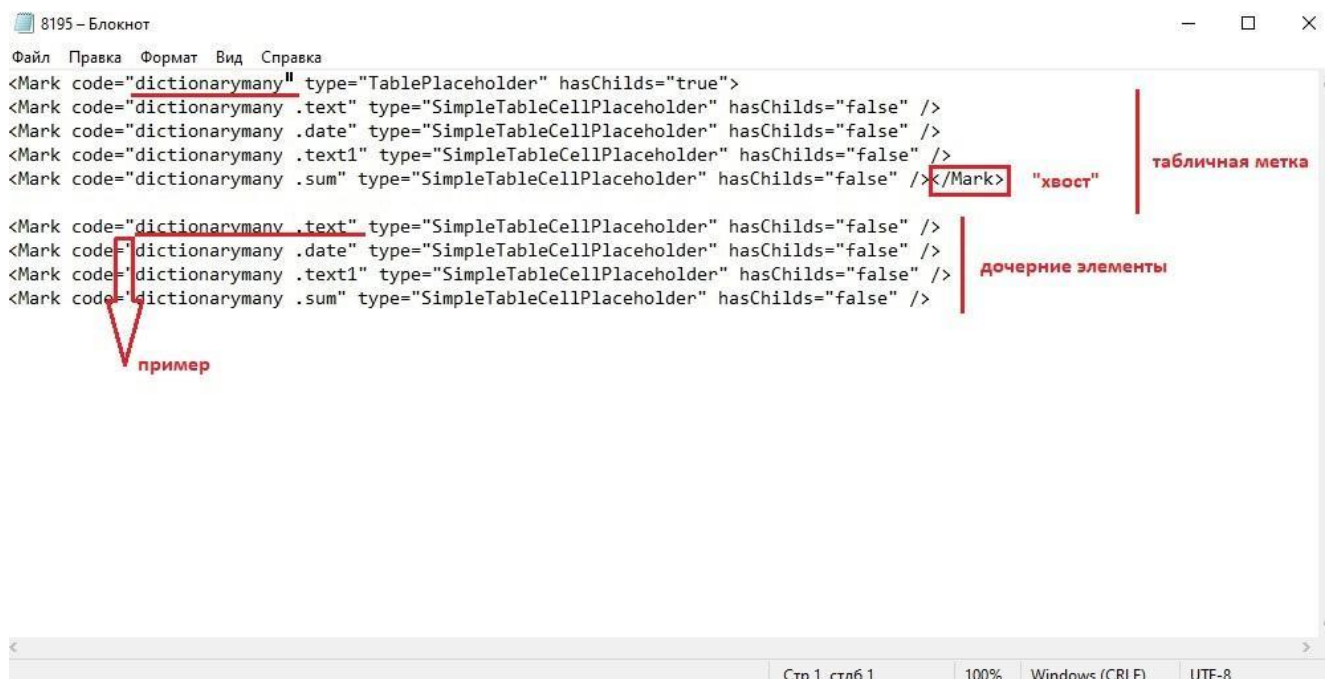 8195 – Блокнот
Файл Правка Формат Вид Справка
<Mark code="dictionarymany" type="TablePlaceholder" hasChilds="true">
<Mark code="dictionarymany .text" type="SimpleTableCellPlaceholder" hasChilds="false" />
<Mark code="dictionarymany .date" type="SimpleTableCellPlaceholder" hasChilds="false" />
<Mark code="dictionarymany .text1" type="SimpleTableCellPlaceholder" hasChilds="false" />
<Mark code="dictionarymany .sum" type="SimpleTableCellPlaceholder" hasChilds="false" /></Mark> "хвост"
табличная метка
<Mark code="dictionarymany .text" type="SimpleTableCellPlaceholder" hasChilds="false" />
<Mark code="dictionarymany .date" type="SimpleTableCellPlaceholder" hasChilds="false" />
<Mark code="dictionarymany .text1" type="SimpleTableCellPlaceholder" hasChilds="false" />
<Mark code="dictionarymany .sum" type="SimpleTableCellPlaceholder" hasChilds="false" />
дочерние элементы
пример
Стр 1, стлб 1 100% Windows (CRLF) UTF-8